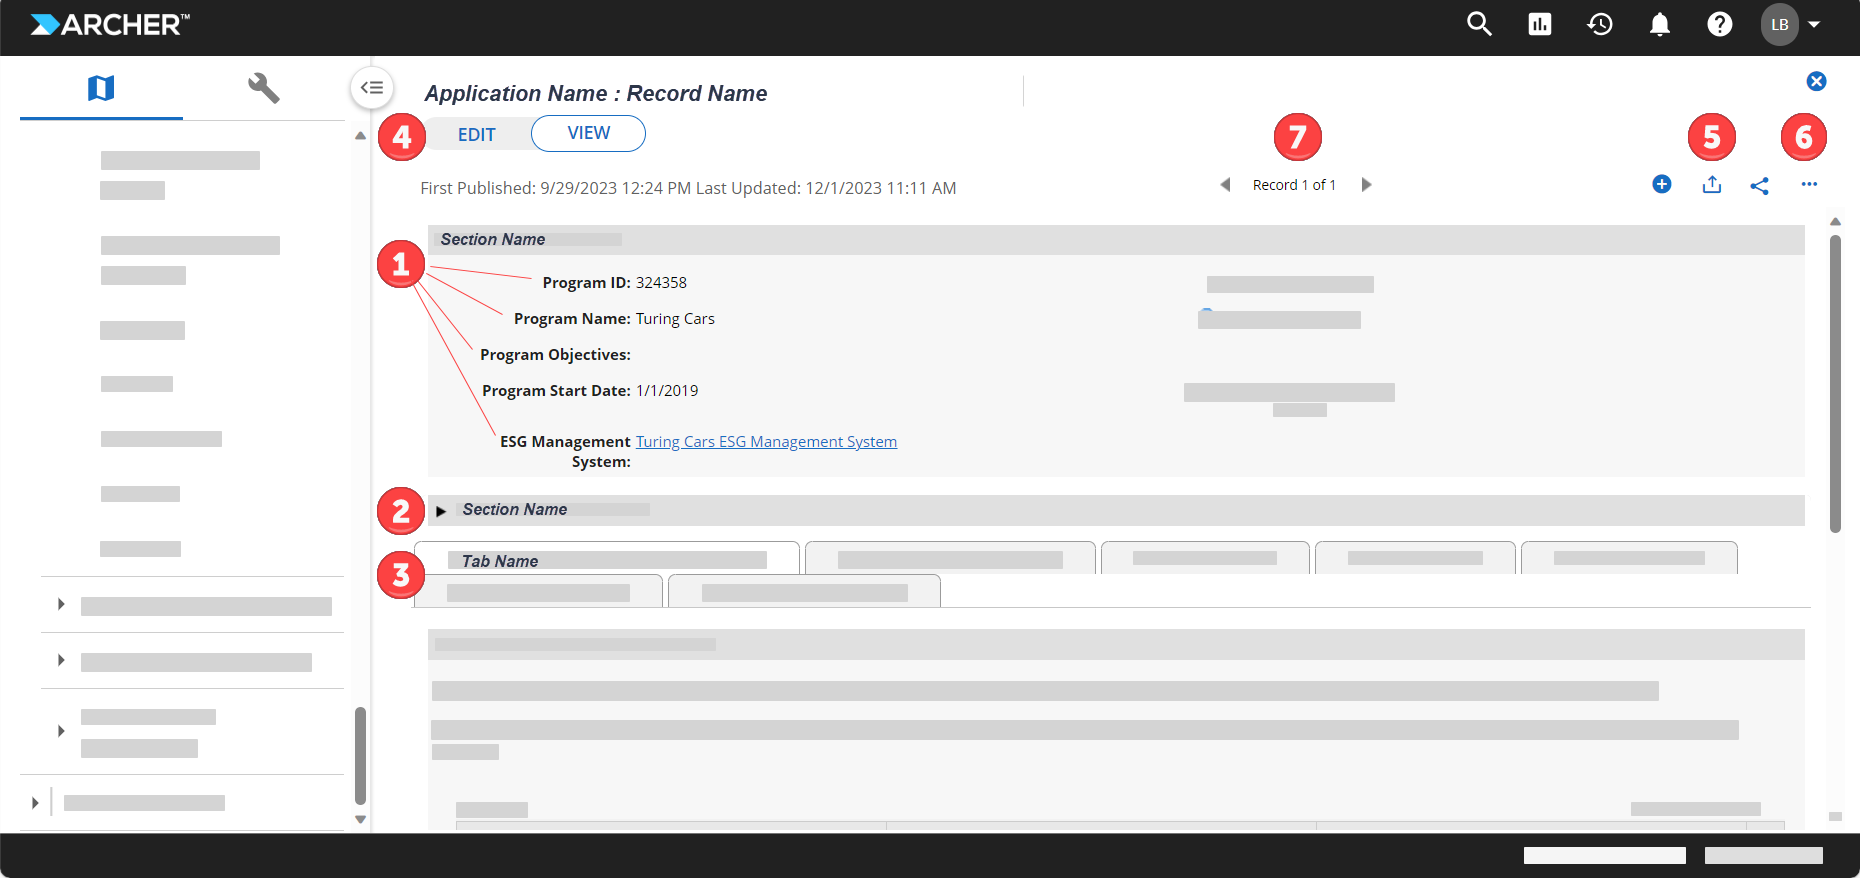 ARCHER™
LB
Application Name : Record Name
4
EDIT
VIEW
7
5
6
First Published: 9/29/2023 12:24 PM Last Updated: 12/1/2023 11:11 AM
Record 1 of 1
Section Name
1
Program ID: 324358
Program Name: Turing Cars
Program Objectives:
Program Start Date: 1/1/2019
ESG Management Turing Cars ESG Management System
System:
2
Section Name
3
Tab Name